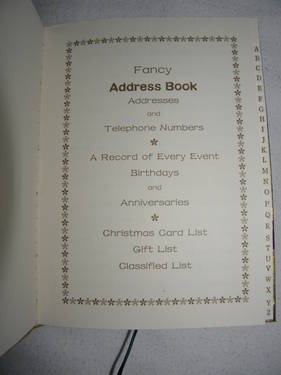 Fancy
Address Book
Addresses
and
Telephone Numbers
A Record of Every Event
Birthdays
and
Anniversaries
Christmas Card List
Gift List
Classified List
A
B
C
D
E
F
G
H
I
J
K
L
M
N
O
P
Q
R
S
T
U
V
W
X
Y
Z